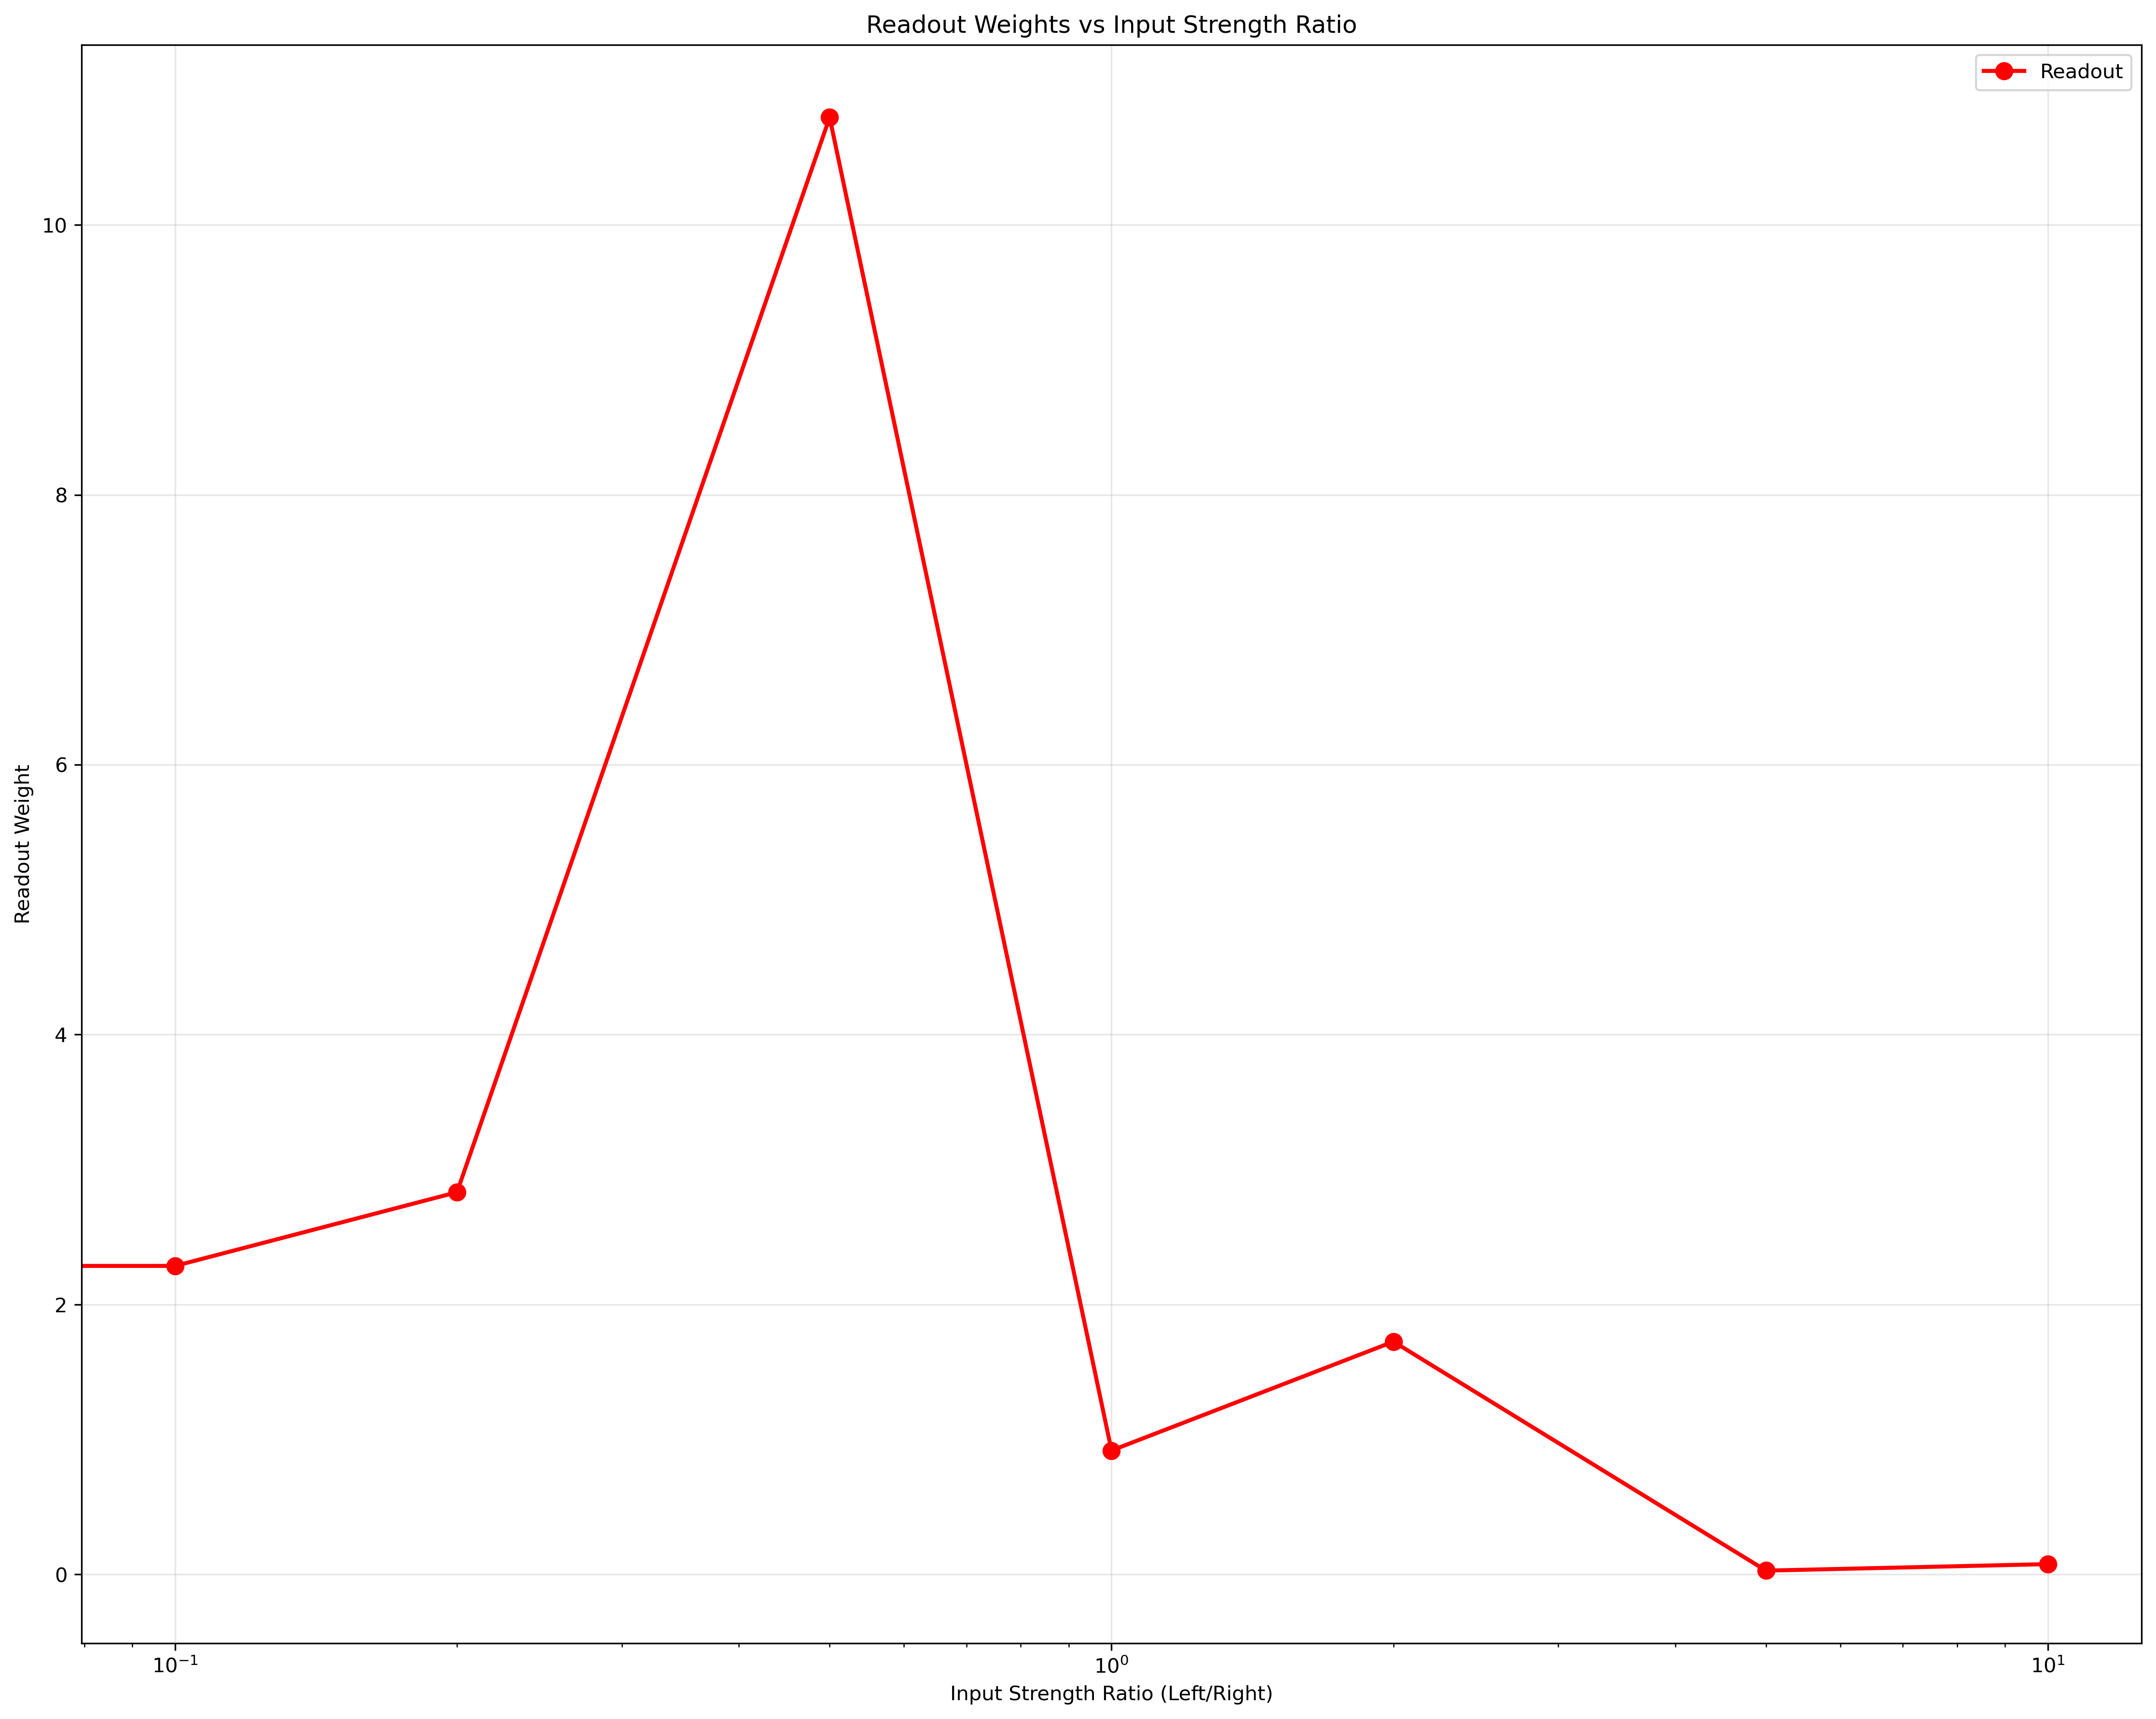 Readout Weights vs Input Strength Ratio
Readout
10
8
6
4
2
0
Readout Weight
10⁻¹
10⁰
10¹
Input Strength Ratio (Left/Right)